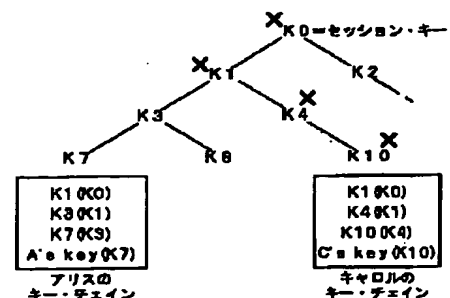 K0=セッション・キー
K1 K2
K3 K4
K7 K8 K10
K1(K0) K1(K0)
K3(K1) K4(K1)
K7(K3) K10(K4)
A's key(K7) C's key(K10)
アリスの キャロルの
キー・チェイン キー・チェイン